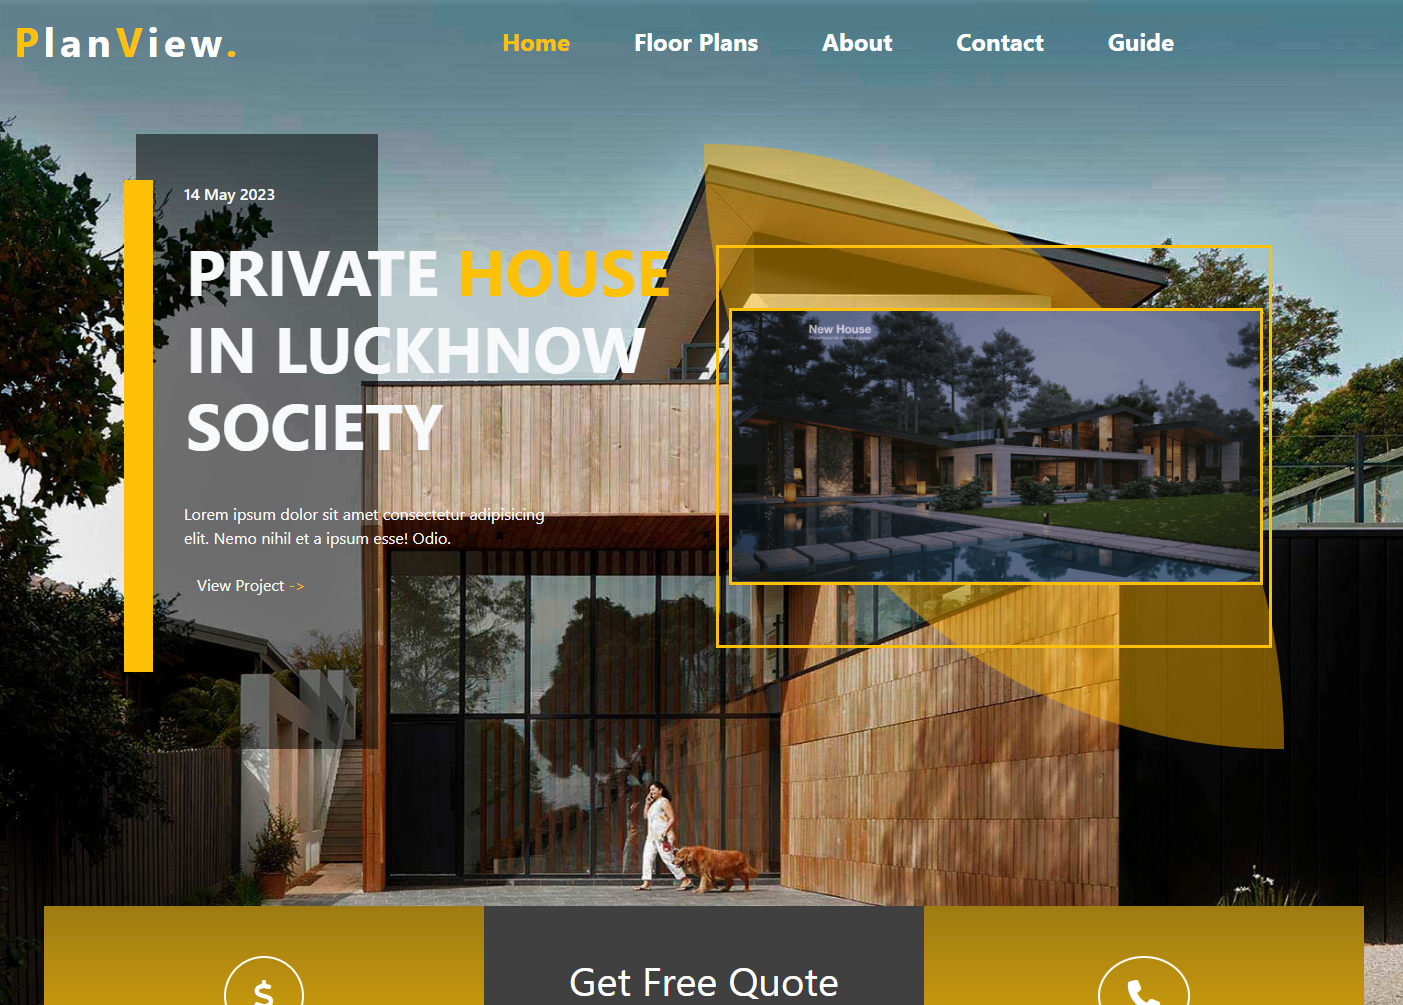 PlanView.
Home Floor Plans About Contact Guide
14 May 2023
PRIVATE HOUSE
IN LUCKHNOW
SOCIETY
New House
Lorem ipsum dolor sit amet consectetur adipisicing
elit. Nemo nihil et a ipsum esse! Odio.
View Project ->
$
Get Free Quote